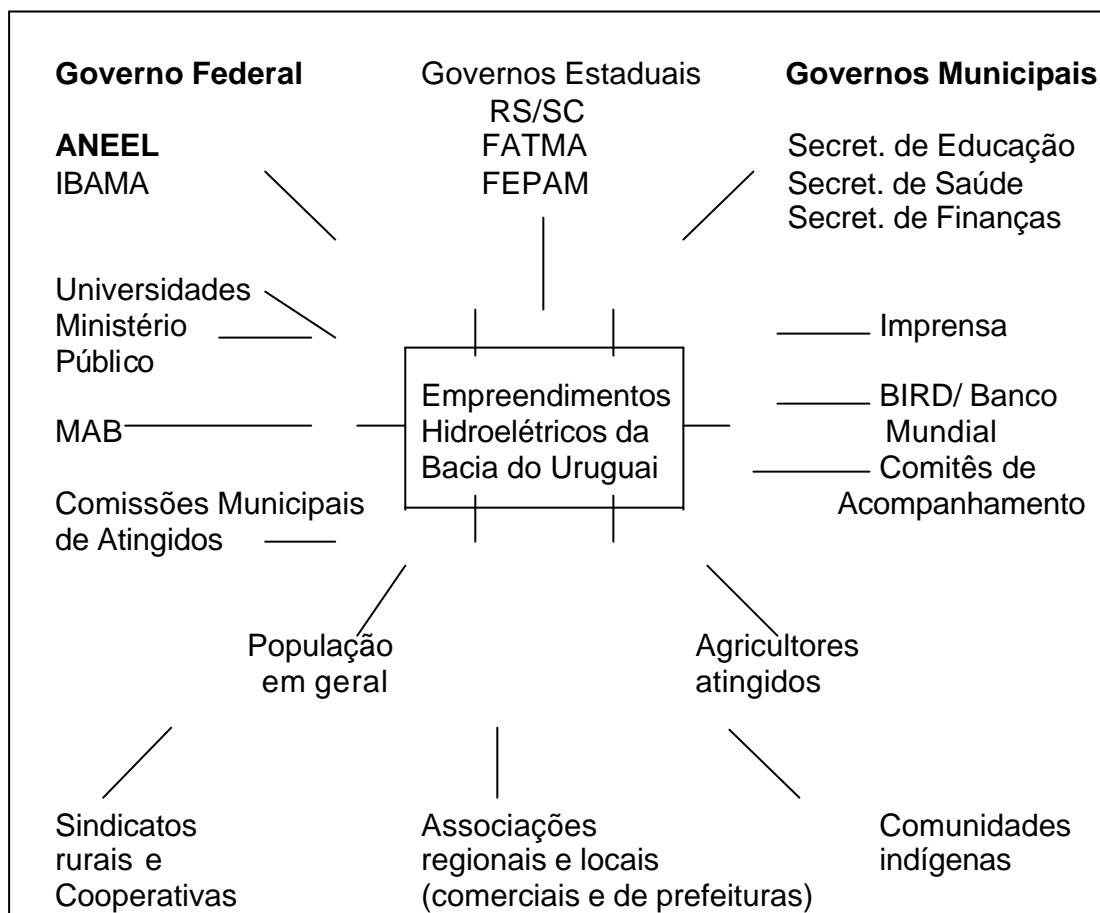 Governo Federal
ANEEL
IBAMA
Governos Estaduais
RS/SC
FATMA
FEPAM
Governos Municipais
Secret. de Educação
Secret. de Saúde
Secret. de Finanças
Universidades
Ministério
Público
MAB
Comissões Municipais
de Atingidos
Empreendimentos
Hidroelétricos da
Bacia do Uruguai
Imprensa
BIRD/ Banco
Mundial
Comitês de
Acompanhamento
População
em geral
Agricultores
atingidos
Sindicatos
rurais e
Cooperativas
Associações
regionais e locais
(comerciais e de prefeituras)
Comunidades
indígenas